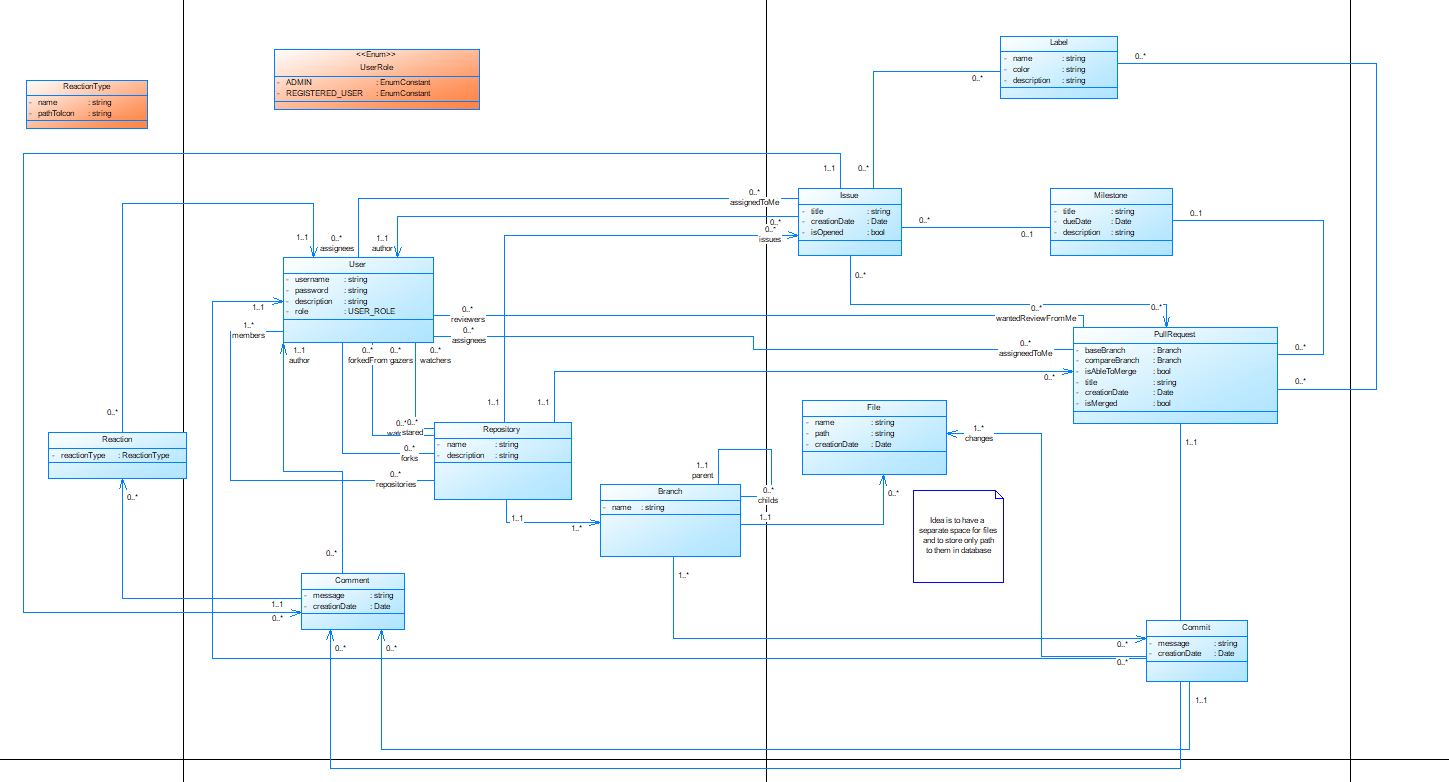 Label
- name : string
- color : string
- description : string
0..*
0..*
<<Enum>>
UserRole
- ADMIN : EnumConstant
- REGISTERED_USER : EnumConstant
ReactionType
- name : string
- pathToIcon : string
1..1
0..*
Issue
- title : string
- creationDate : Date
- isOpened : bool
0..*
assignedToMe
0..*
0..*
issues
0..*
0..1
0..*
Milestone
- title : string
- dueDate : Date
- description : string
0..1
1..1
0..*
assignees
1..1
author
User
- username : string
- password : string
- description : string
- role : USER_ROLE
1..1
1..*
members
1..1
author
0..*
forkedFrom
0..*
gazers
0..*
watchers
0..*
reviewers
0..*
assignees
0..*
wantedReviewFromMe
0..*
0..*
assigneedToMe
0..*
PullRequest
- baseBranch : Branch
- compareBranch : Branch
- isAbleToMerge : bool
- title : string
- creationDate : Date
- isMerged : bool
0..*
0..*
1..1
0..*
Reaction
- reactionType : ReactionType
0..*
1..1
1..1
0..*
0..*
stared
0..*
forks
0..*
repositories
Repository
- name : string
- description : string
1..1
1..*
File
- name : string
- path : string
- creationDate : Date
1..*
changes
0..*
1..1
parent
0..*
childs
1..1
Branch
- name : string
1..*
Idea is to have a
separate space for files
and to store only path
to them in database
0..*
Comment
- message : string
- creationDate : Date
1..1
0..*
0..*
0..*
Commit
- message : string
- creationDate : Date
0..*
0..*
1..1